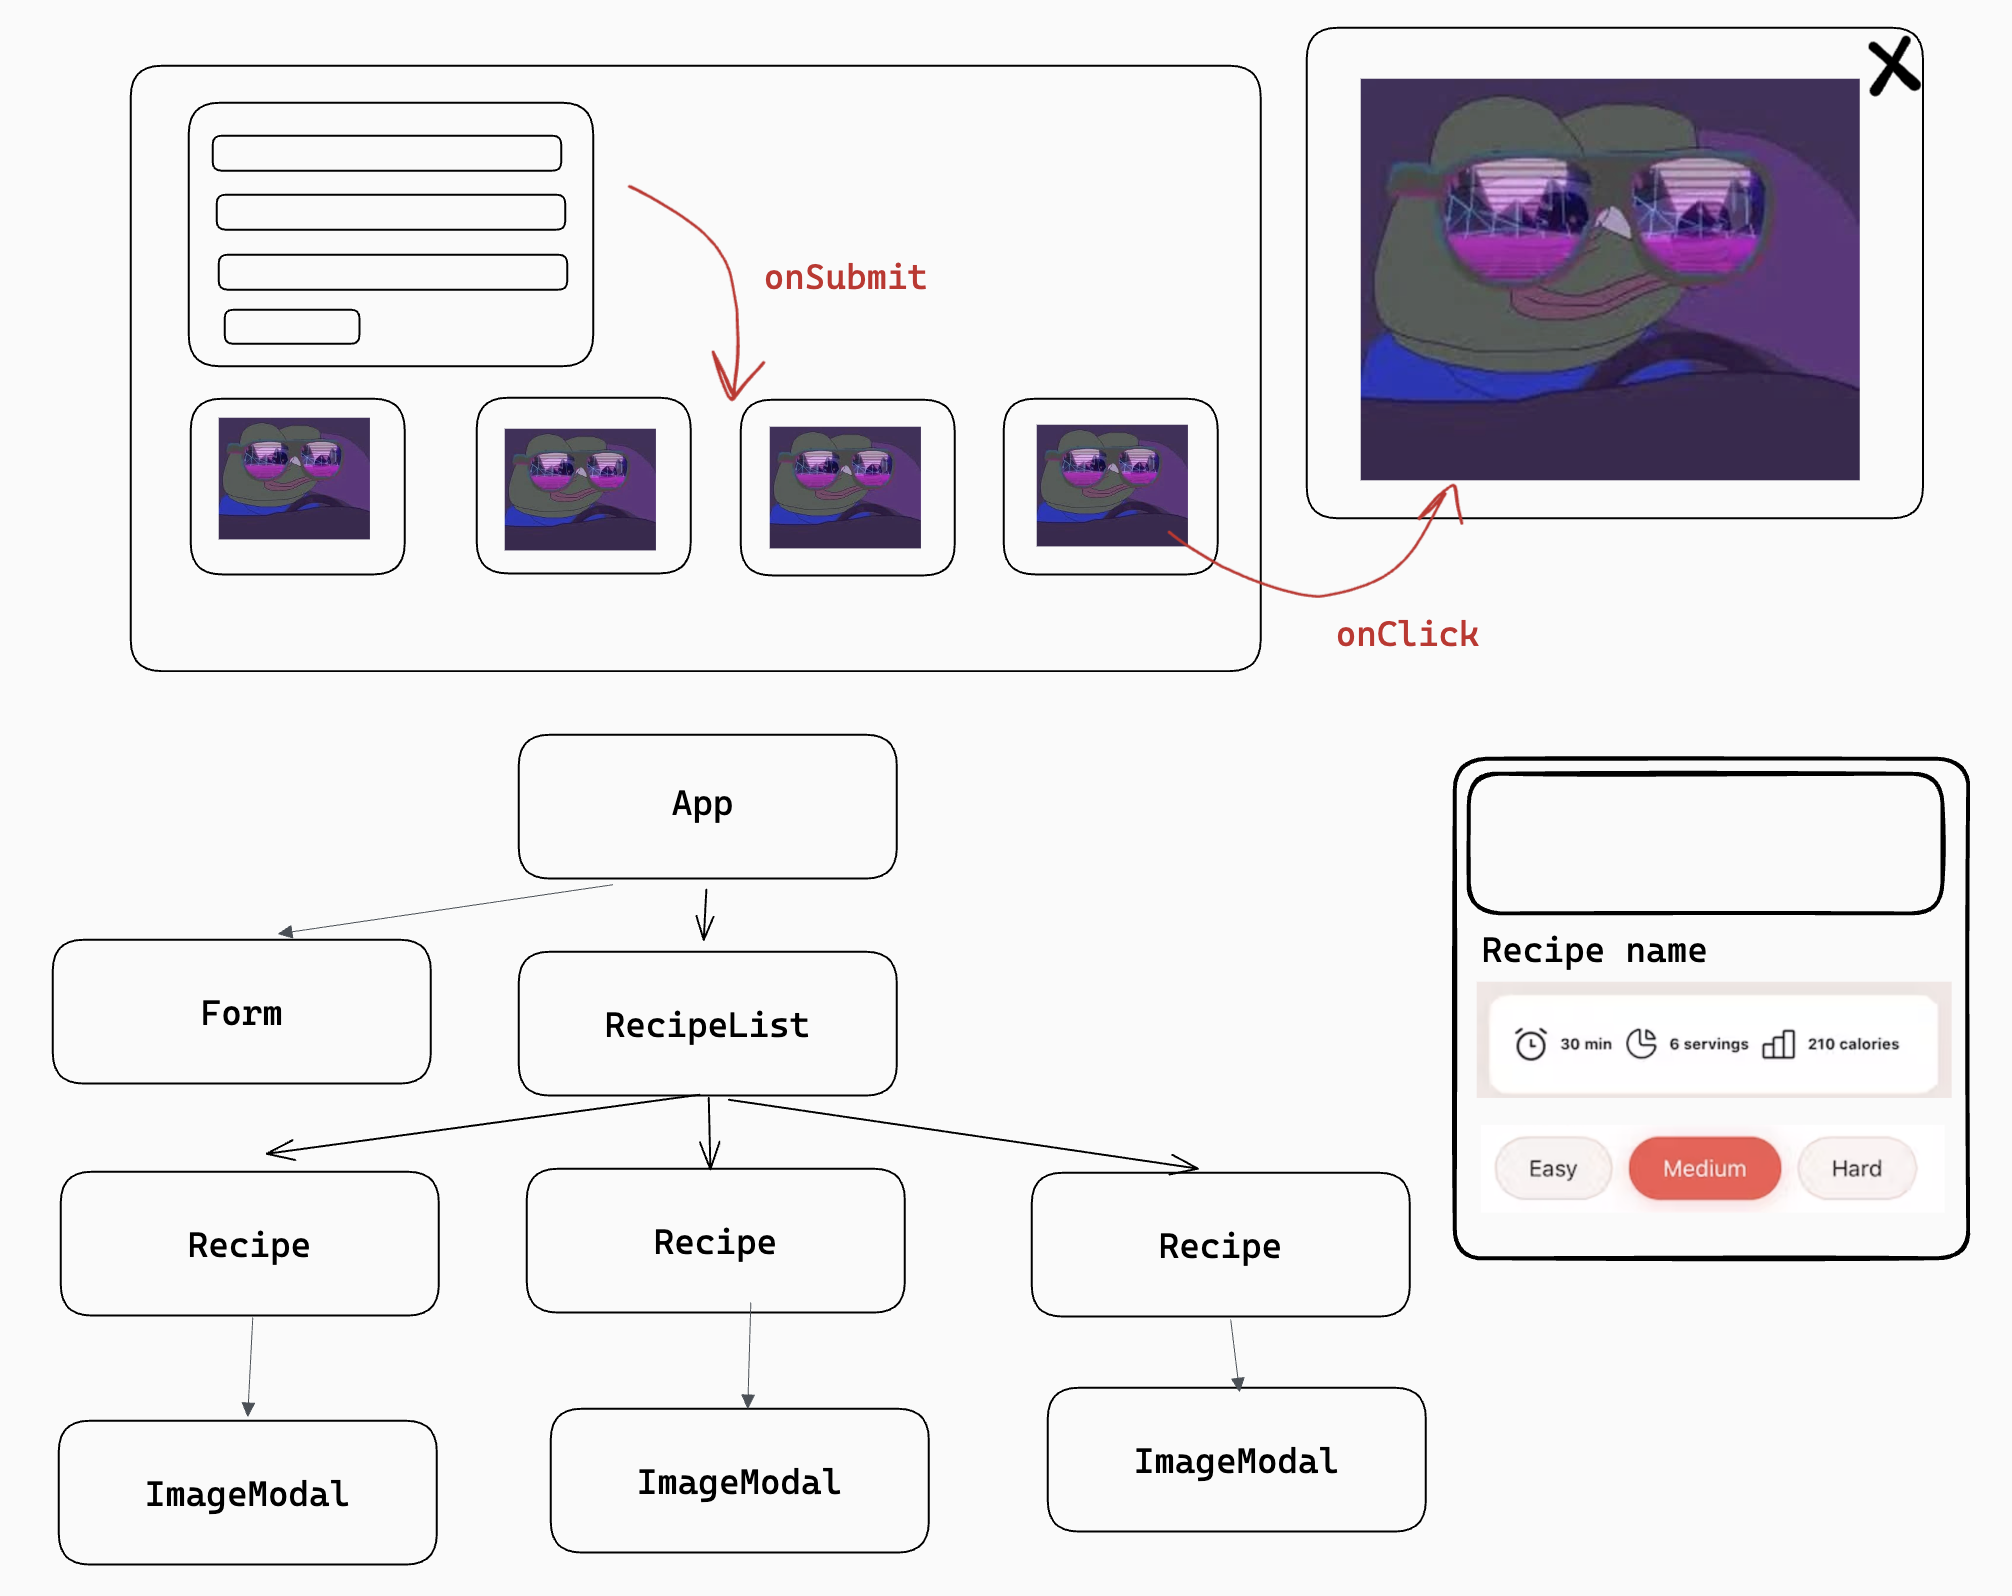 onSubmit
onClick
App
Form
RecipeList
Recipe name
30 min 6 servings 210 calories
Easy Medium Hard
Recipe
Recipe
Recipe
ImageModal
ImageModal
ImageModal